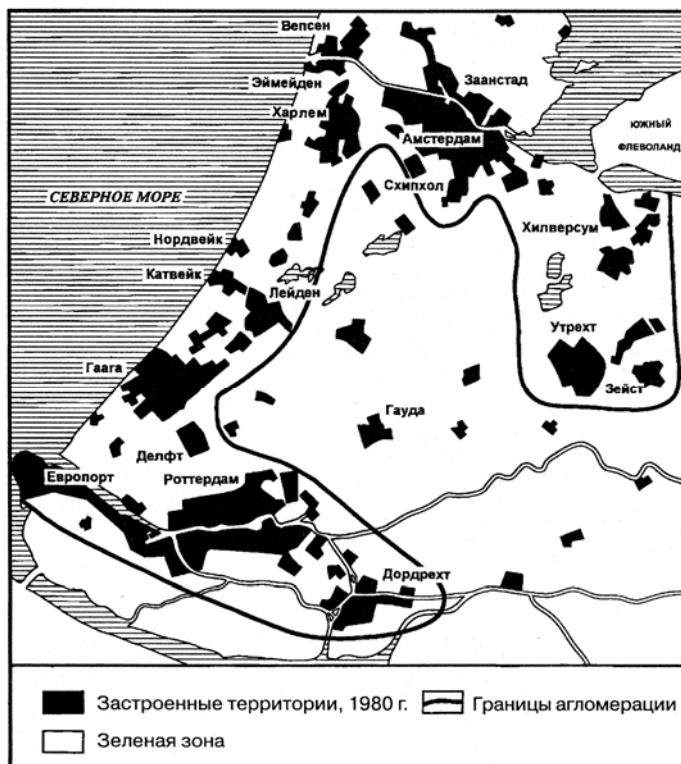 Вепсен
Эймейден
Заанстад
Харлем
Амстердам
ЮЖНЫЙ
ФЛЕВОЛАНД
Схипхол
СЕВЕРНОЕ МОРЕ
Хилверсум
Нордвейк
Катвейк
Лейден
Утрехт
Гаага
Зейст
Гауда
Делфт
Европорт
Роттердам
Дордрехт
Застроенные территории, 1980 г.
Границы агломерации
Зеленая зона